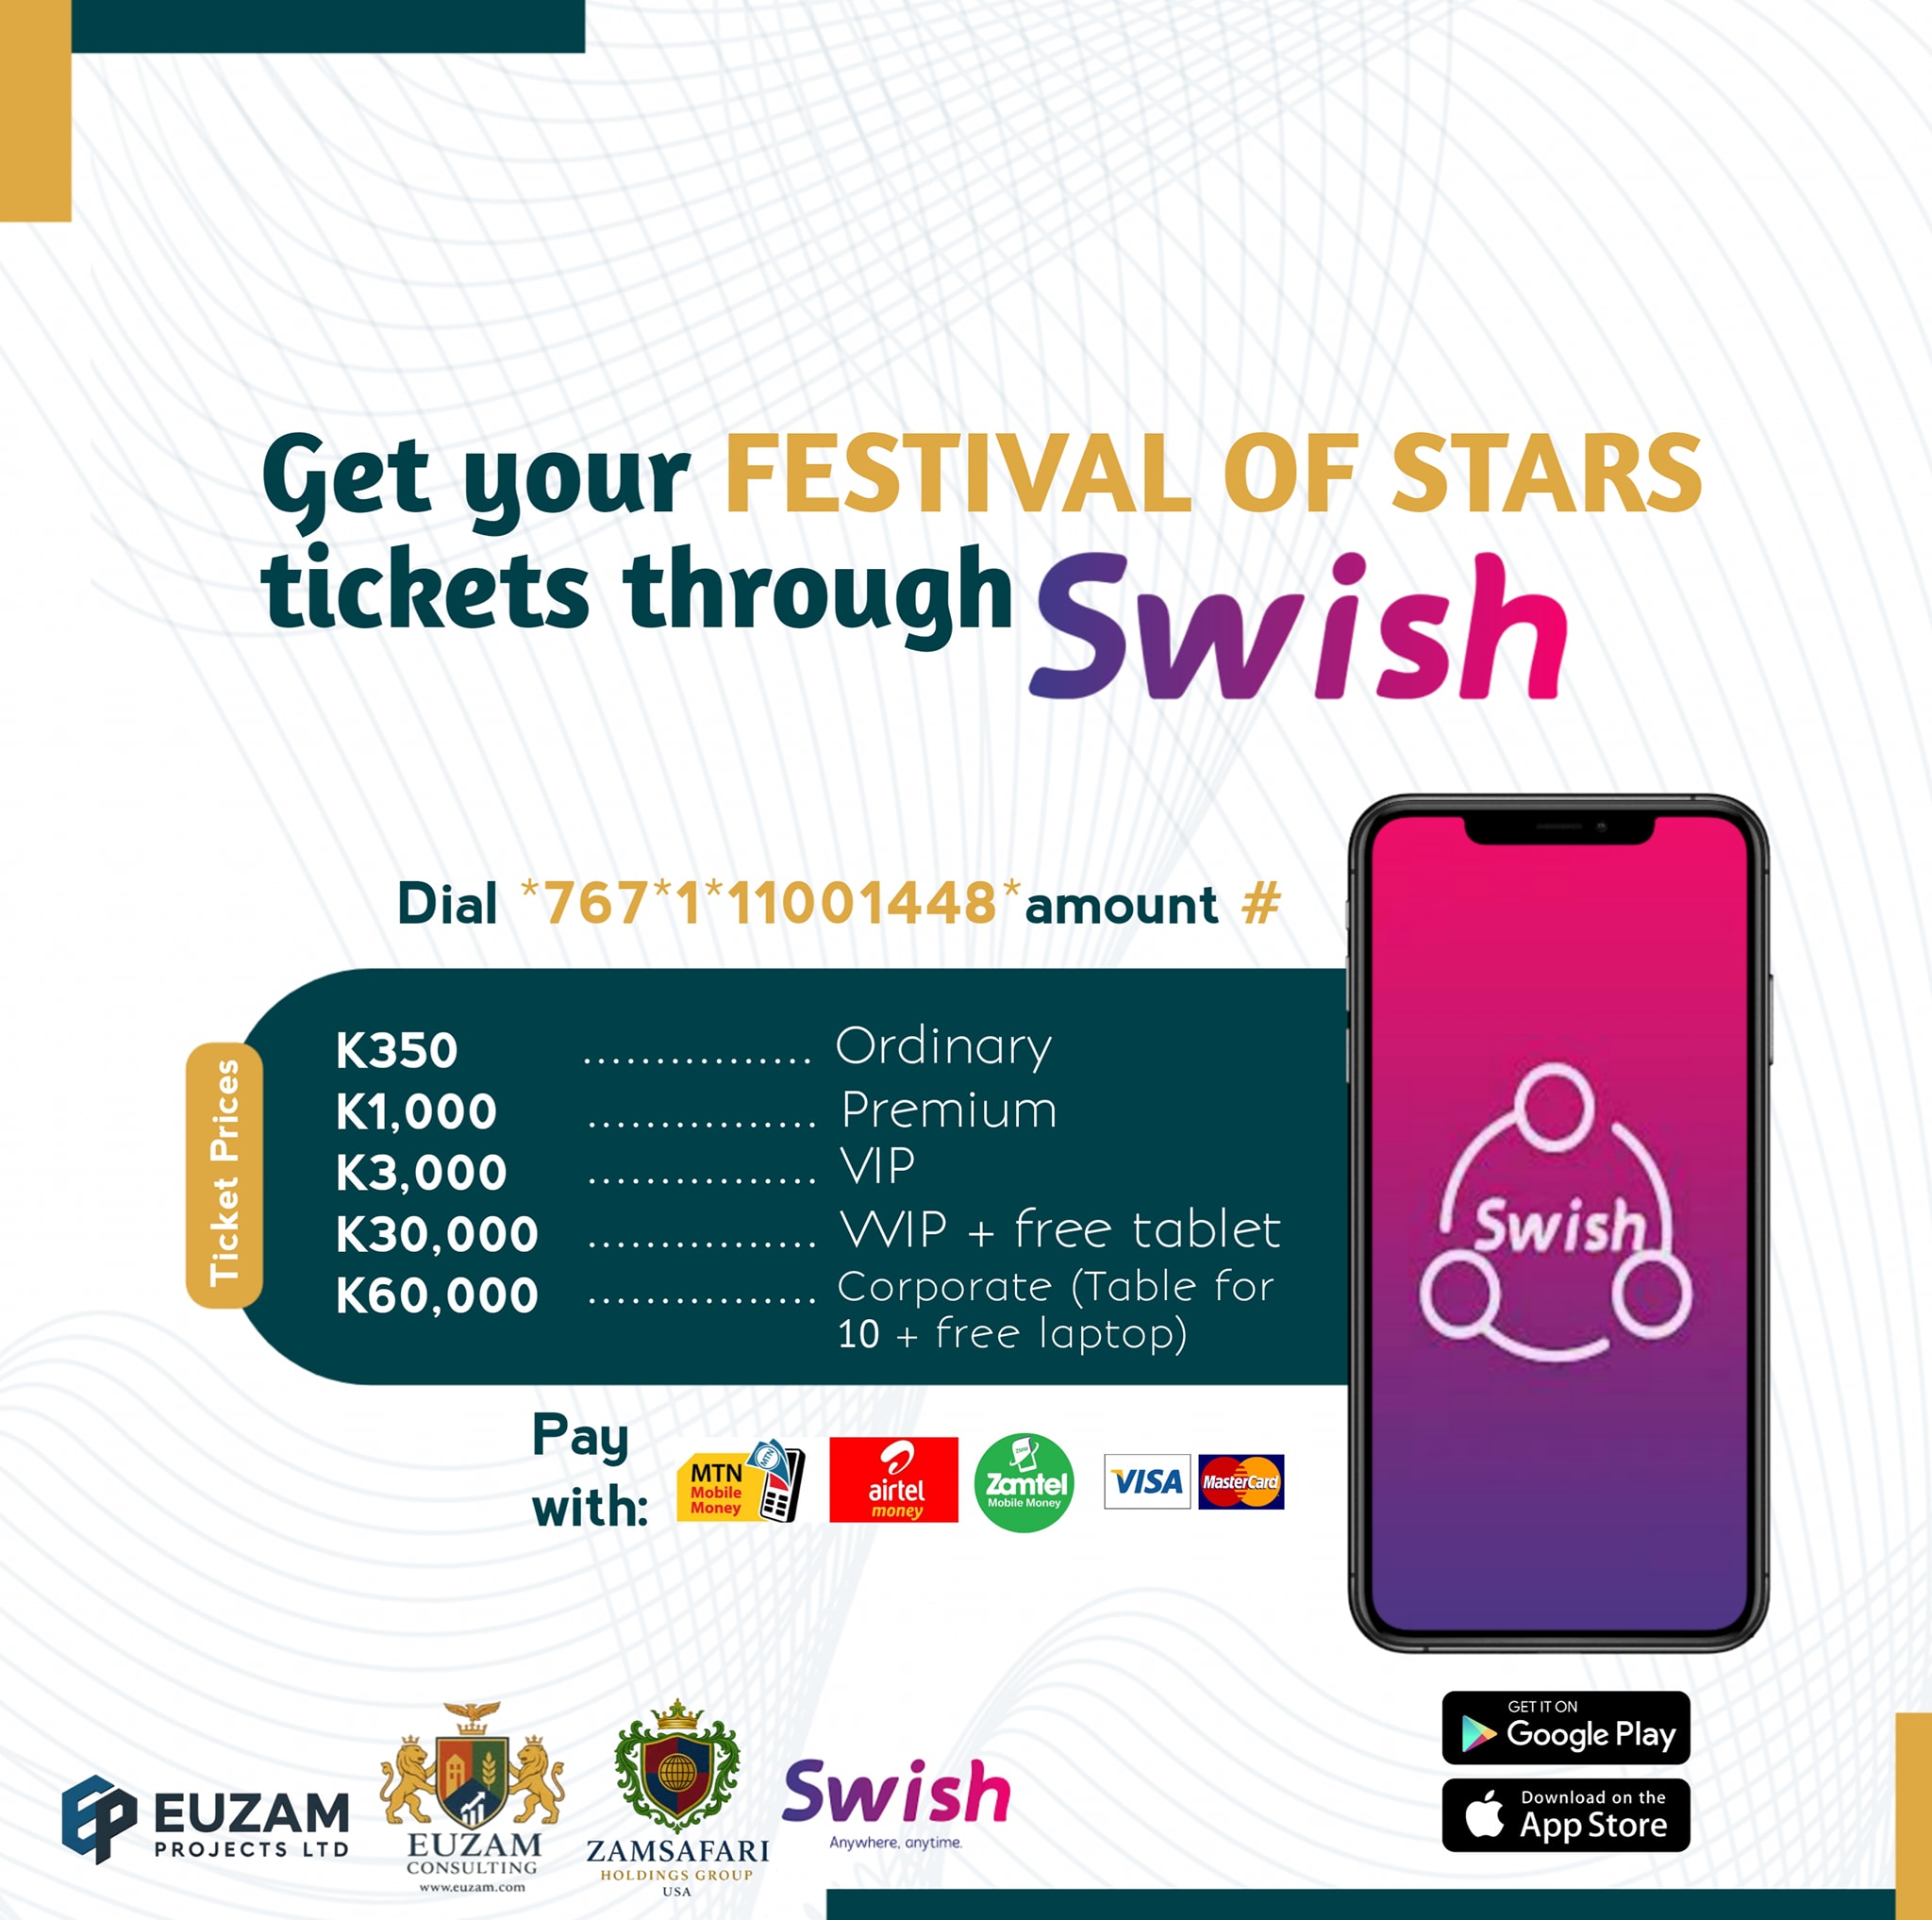 Get your FESTIVAL OF STARS
tickets through Swish
Dial *767*1*11001448*amount #
Ticket Prices
K350 ................ Ordinary
K1,000 ................ Premium
K3,000 ................ VIP
K30,000 ................ VVIP + free tablet
K60,000 ................ Corporate (Table for
10 + free laptop)
Swish
Pay
with:
MTN
Mobile
Money
MTN
airtel
money
Zamtel
Mobile Money
VISA
MasterCard
GET IT ON
Google Play
Download on the
App Store
EUZAM
PROJECTS LTD
EUZAM
CONSULTING
www.euzam.com
ZAMSAFARI
HOLDINGS GROUP
USA
Swish
Anywhere, anytime.